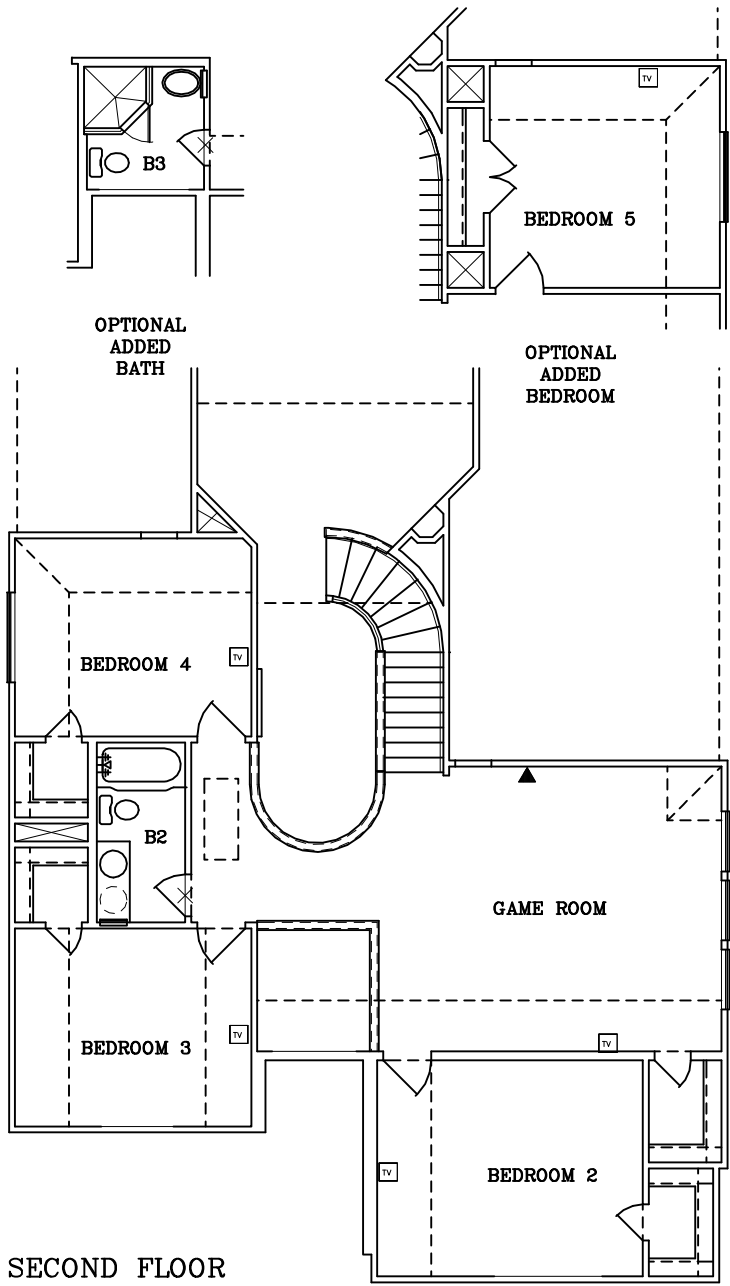 TV
B3
BEDROOM 5
OPTIONAL
ADDED
BATH
OPTIONAL
ADDED
BEDROOM
BEDROOM 4
TV
B2
GAME ROOM
BEDROOM 3
TV
TV
BEDROOM 2
TV
SECOND FLOOR